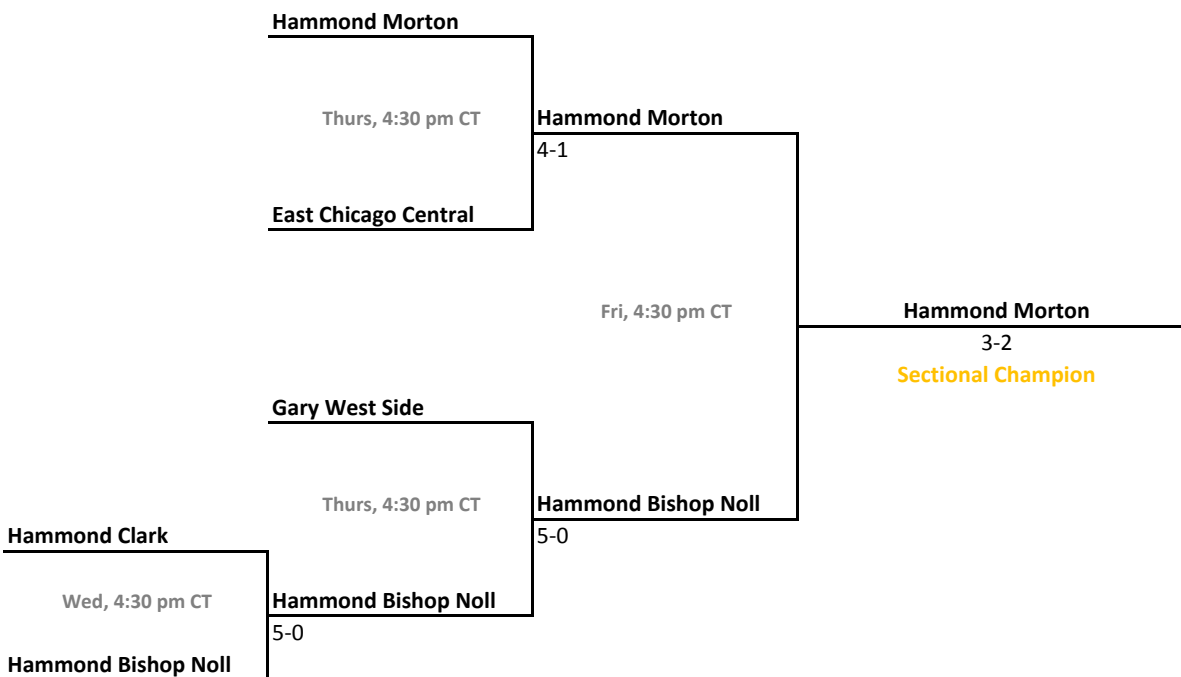 Hammond Morton
Thurs, 4:30 pm CT
Hammond Morton
4-1
East Chicago Central
Fri, 4:30 pm CT
Hammond Morton
3-2
Sectional Champion
Gary West Side
Thurs, 4:30 pm CT
Hammond Bishop Noll
5-0
Hammond Clark
Wed, 4:30 pm CT
Hammond Bishop Noll
5-0
Hammond Bishop Noll